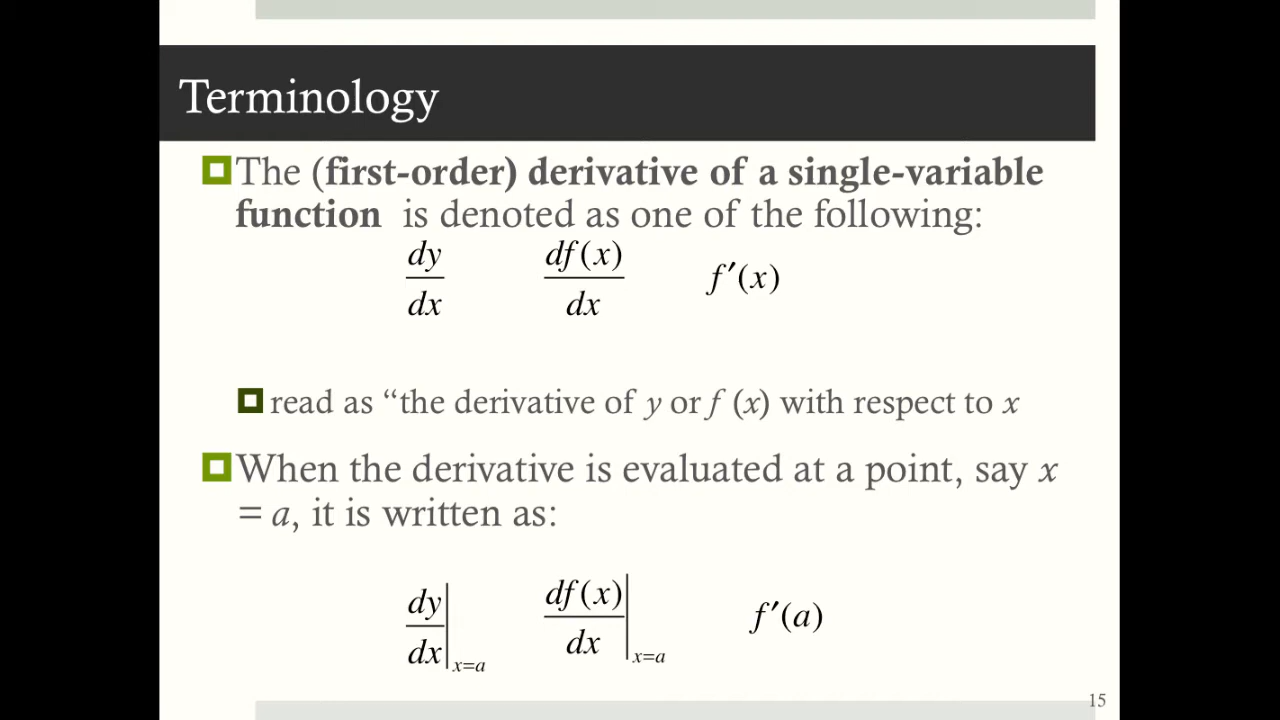 Terminology
The (first-order) derivative of a single-variable
function is denoted as one of the following:
dy/dx df(x)/dx f′(x)
read as “the derivative of y or f (x) with respect to x
When the derivative is evaluated at a point, say x
= a, it is written as:
dy/dx|x=a df(x)/dx|x=a f′(a)
15